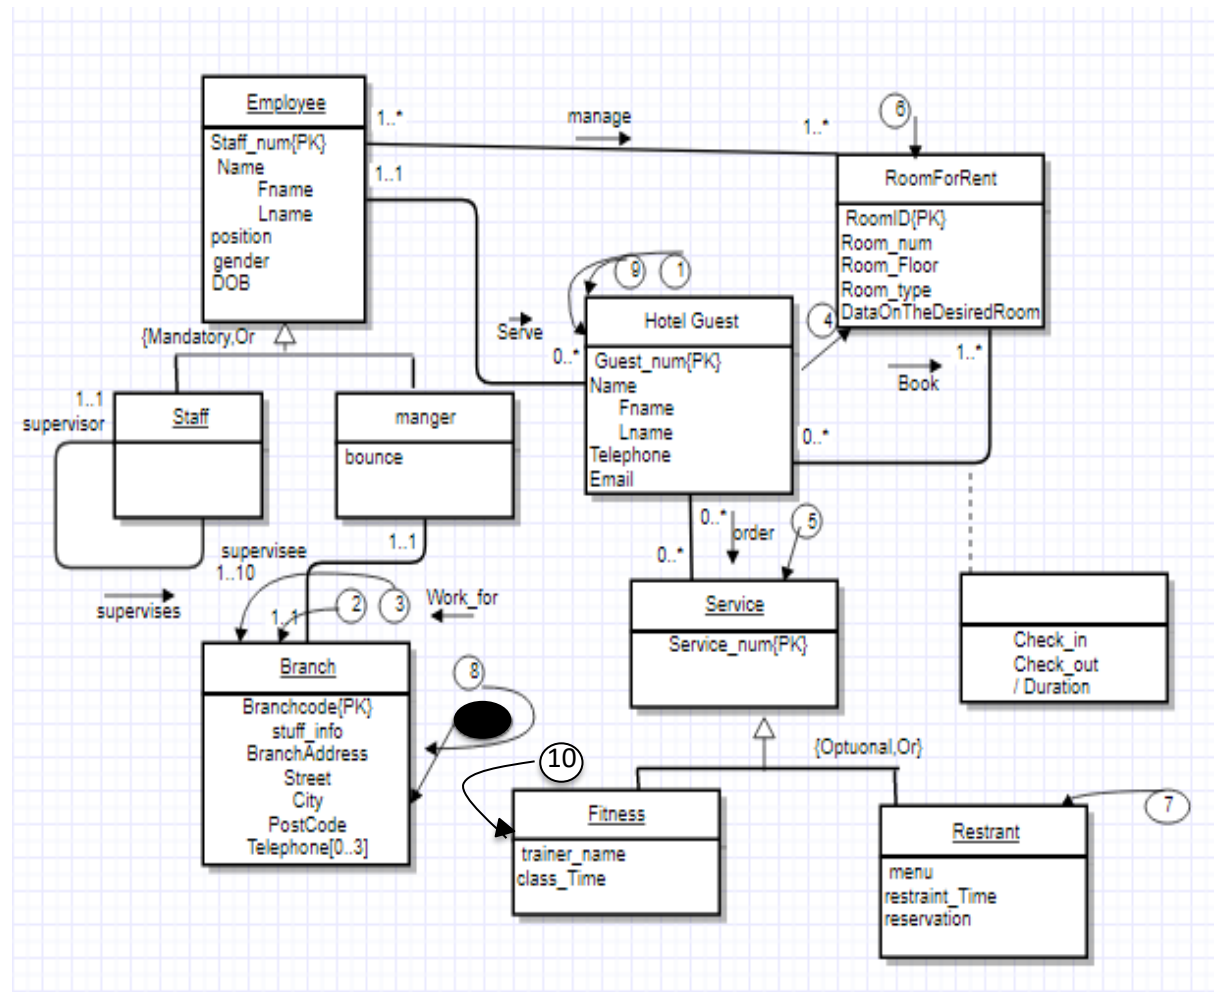 Employee
Staff_num{PK}
Name
Fname
Lname
position
gender
DOB
1..*
manage
1..*
6
1..1
RoomForRent
RoomID{PK}
Room_num
Room_Floor
Room_type
DataOnTheDesiredRoom
9
1
4
Hotel Guest
Guest_num{PK}
Name
Fname
Lname
Telephone
Email
Serve
0..*
1..*
Book
0..*
{Mandatory,Or
1..1
supervisor
Staff
manger
bounce
supervisee
1..10
supervises
1..1
1..1
2
3
Work_for
0..*
order
5
0..*
Service
Service_num{PK}
Check_in
Check_out
/ Duration
Branch
Branchcode{PK}
stuff_info
BranchAddress
Street
City
PostCode
Telephone[0..3]
8
10
{Optuonal,Or}
Fitness
trainer_name
class_Time
7
Restrant
menu
restraint_Time
reservation